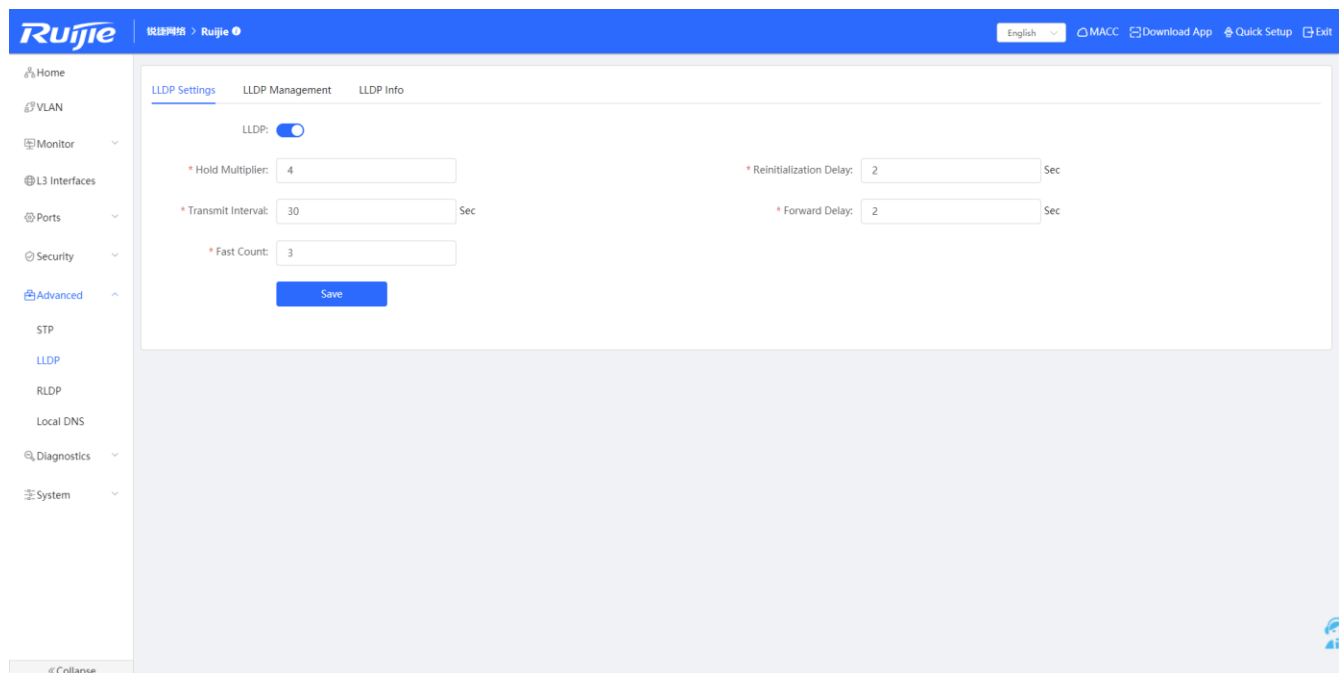 Ruijie
锐捷网络 > Ruijie
English
MACC
Download App
Quick Setup
Exit
Home
VLAN
Monitor
L3 Interfaces
Ports
Security
Advanced
STP
LLDP
RLDP
Local DNS
Diagnostics
System
Collapse
LLDP Settings LLDP Management LLDP Info
LLDP:
* Hold Multiplier: 4
* Reinitialization Delay: 2 Sec
* Transmit Interval: 30 Sec
* Forward Delay: 2 Sec
* Fast Count: 3
Save